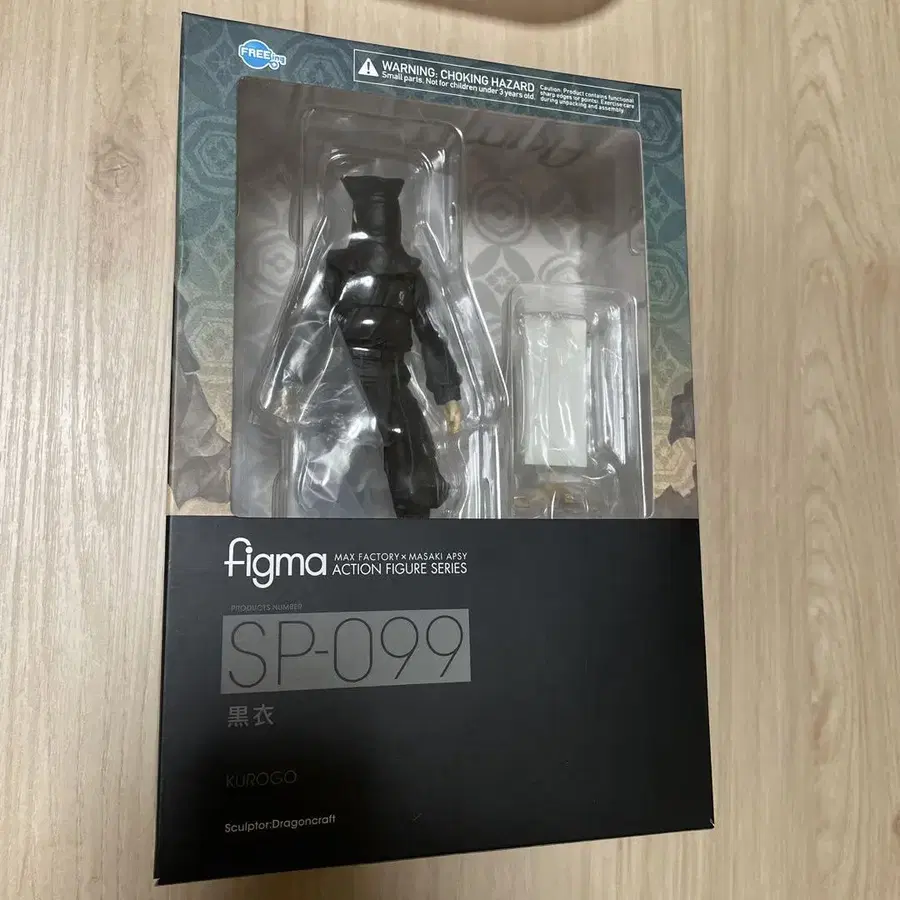 FREEing
WARNING: CHOKING HAZARD
Small parts. Not for children under 3 years old.
Caution: Product contains functional
sharp edges (or points). Exercise care
during unpacking and assembly.
figma
figma
MAX FACTORY×MASAKI APSY
ACTION FIGURE SERIES
PRODUCTS NUMBER
SP-099
黒衣
KUROGO
Sculptor:Dragoncraft